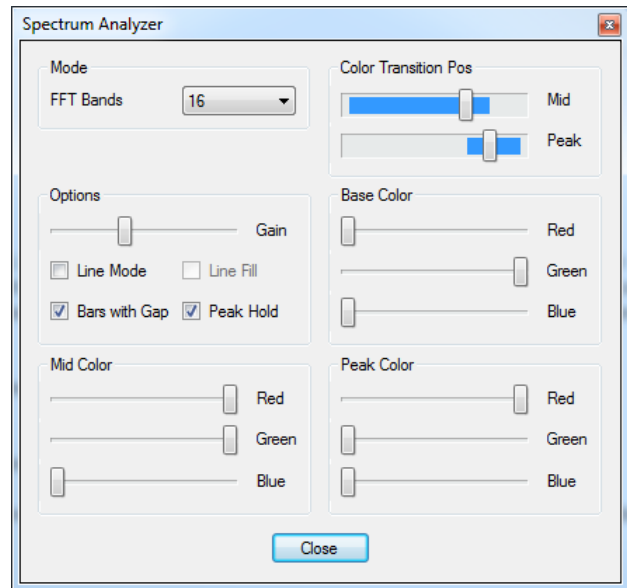 Spectrum Analyzer
Mode
FFT Bands 16
Color Transition Pos
Mid
Peak
Options
Gain
Line Mode Line Fill
Bars with Gap Peak Hold
Base Color
Red
Green
Blue
Mid Color
Red
Green
Blue
Peak Color
Red
Green
Blue
Close